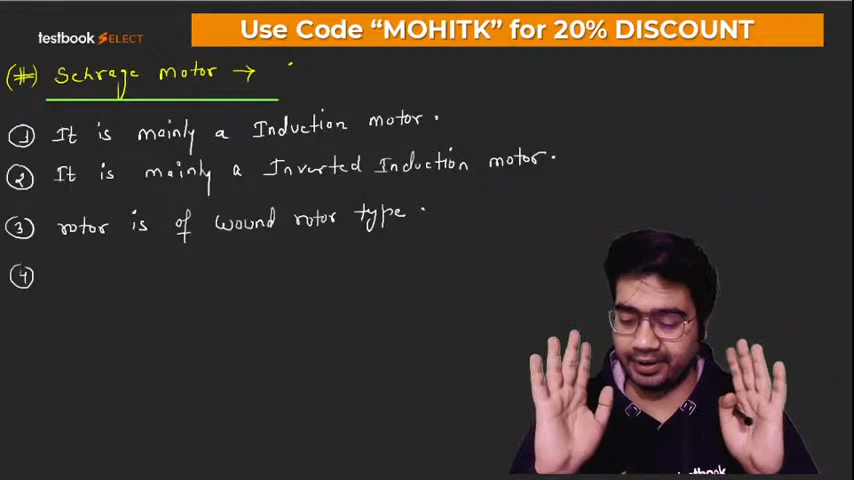 Use Code “MOHITK” for 20% DISCOUNT
testbook SELECT
(#) Schrage motor →
① It is mainly a Induction motor.
② It is mainly a Inverted Induction motor.
③ rotor is of wound rotor type.
④
testbook